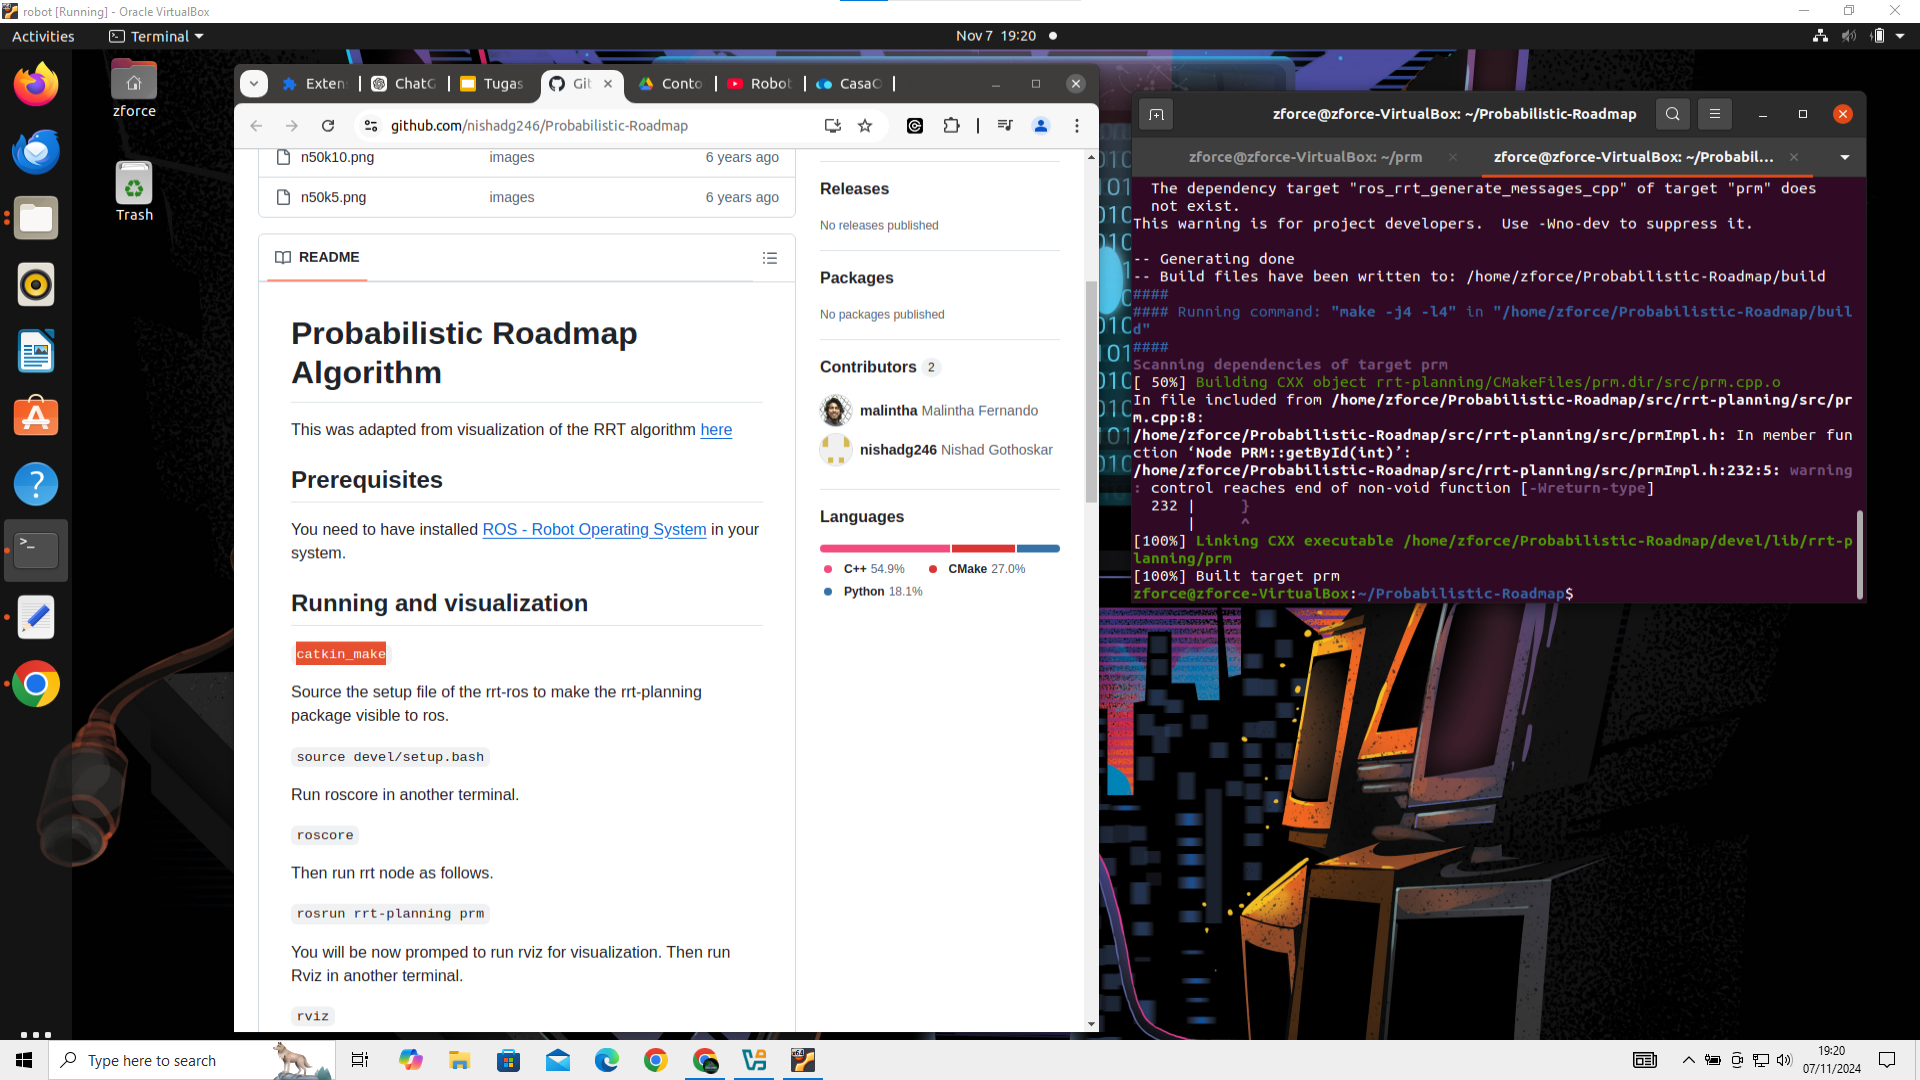 robot [Running] - Oracle VirtualBox
Activities
Terminal
Nov 7 19:20
zforce
Trash
Exten
ChatG
Tugas
Git
Conto
Robot
CasaO
github.com/nishadg246/Probabilistic-Roadmap
n50k10.png images 6 years ago
n50k5.png images 6 years ago
README
Probabilistic Roadmap
Algorithm
This was adapted from visualization of the RRT algorithm here
Prerequisites
You need to have installed ROS - Robot Operating System in your
system.
Running and visualization
catkin_make
Source the setup file of the rrt-ros to make the rrt-planning
package visible to ros.
source devel/setup.bash
Run roscore in another terminal.
roscore
Then run rrt node as follows.
rosrun rrt-planning prm
You will be now promped to run rviz for visualization. Then run
Rviz in another terminal.
rviz
Releases
No releases published
Packages
No packages published
Contributors 2
malintha Malintha Fernando
nishadg246 Nishad Gothoskar
Languages
C++ 54.9% CMake 27.0%
Python 18.1%
zforce@zforce-VirtualBox: ~/Probabilistic-Roadmap
zforce@zforce-VirtualBox: ~/prm
zforce@zforce-VirtualBox: ~/Probabil...
The dependency target "ros_rrt_generate_messages_cpp" of target "prm" does
not exist.
This warning is for project developers.  Use -Wno-dev to suppress it.
-- Generating done
-- Build files have been written to: /home/zforce/Probabilistic-Roadmap/build
####
#### Running command: "make -j4 -l4" in "/home/zforce/Probabilistic-Roadmap/buil
d"
####
Scanning dependencies of target prm
[ 50%] Building CXX object rrt-planning/CMakeFiles/prm.dir/src/prm.cpp.o
In file included from /home/zforce/Probabilistic-Roadmap/src/rrt-planning/src/pr
m.cpp:8:
/home/zforce/Probabilistic-Roadmap/src/rrt-planning/src/prmImpl.h: In member fun
ction ‘Node PRM::getById(int)’:
/home/zforce/Probabilistic-Roadmap/src/rrt-planning/src/prmImpl.h:232:5: warning
: control reaches end of non-void function [-Wreturn-type]
232 |     }
|     ^
[100%] Linking CXX executable /home/zforce/Probabilistic-Roadmap/devel/lib/rrt-p
lanning/prm
[100%] Built target prm
zforce@zforce-VirtualBox:~/Probabilistic-Roadmap$
Type here to search
19:20
07/11/2024